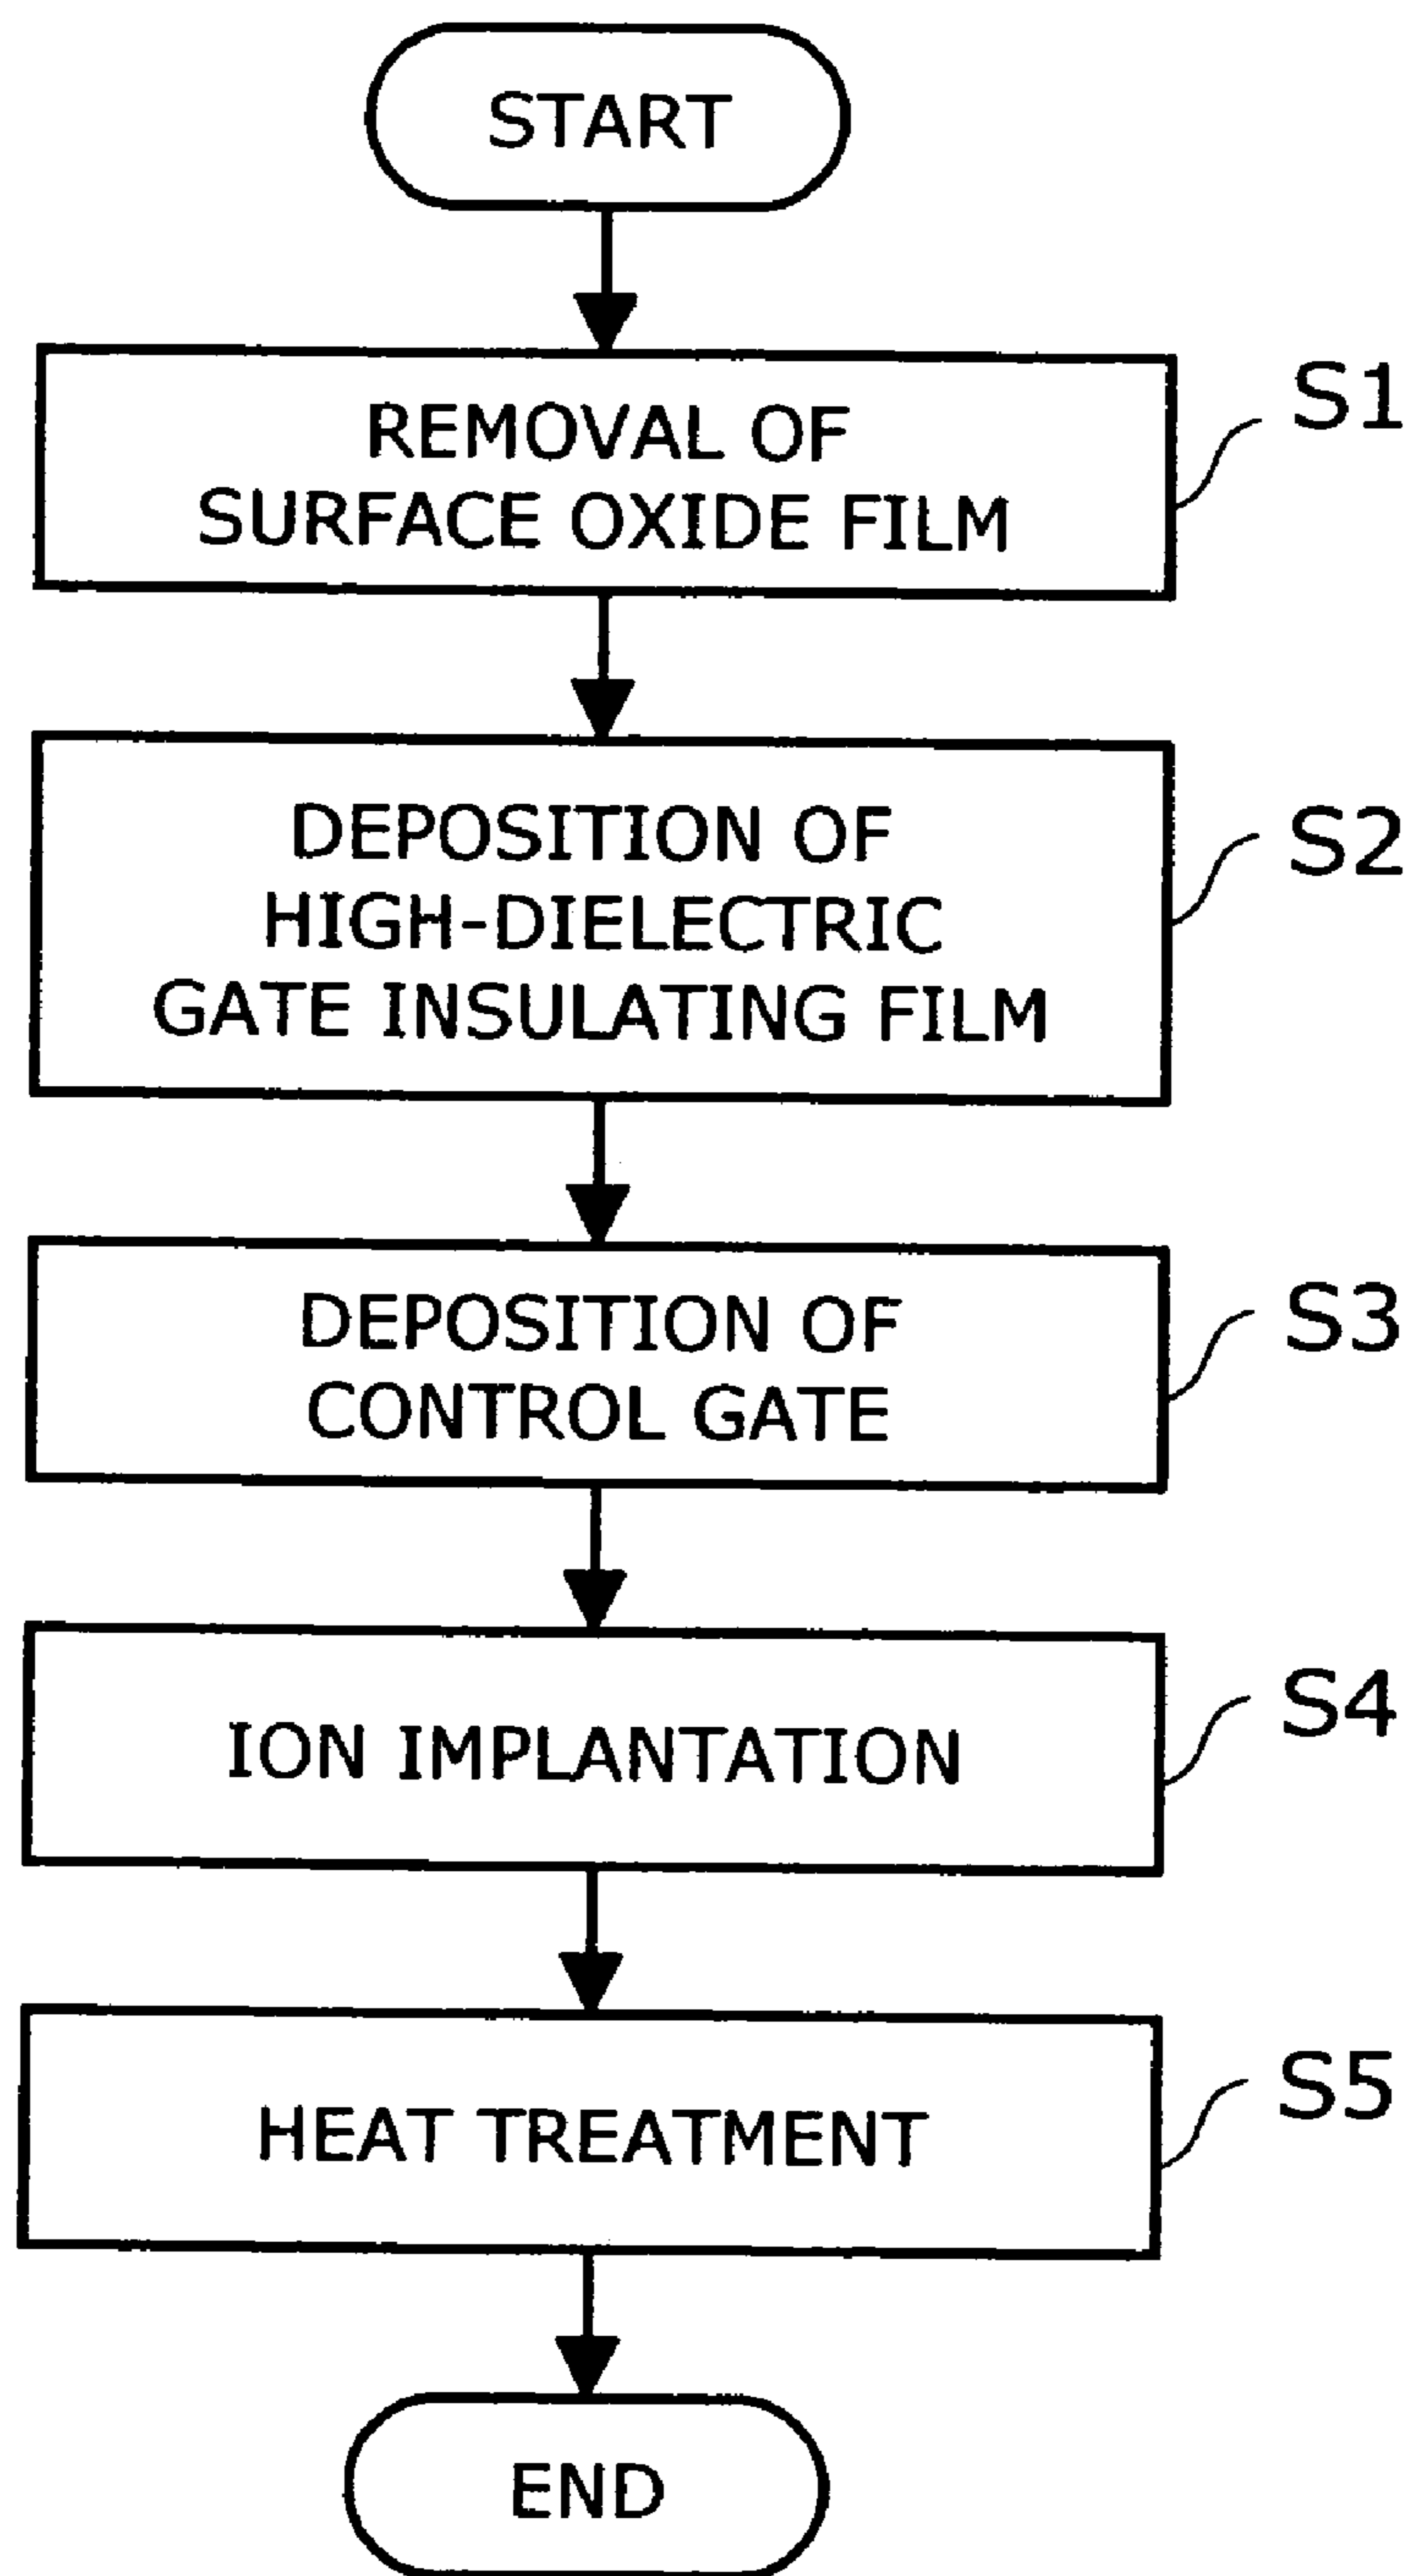 START
REMOVAL OF
SURFACE OXIDE FILM
S1
DEPOSITION OF
HIGH-DIELECTRIC
GATE INSULATING FILM
S2
DEPOSITION OF
CONTROL GATE
S3
ION IMPLANTATION
S4
HEAT TREATMENT
S5
END